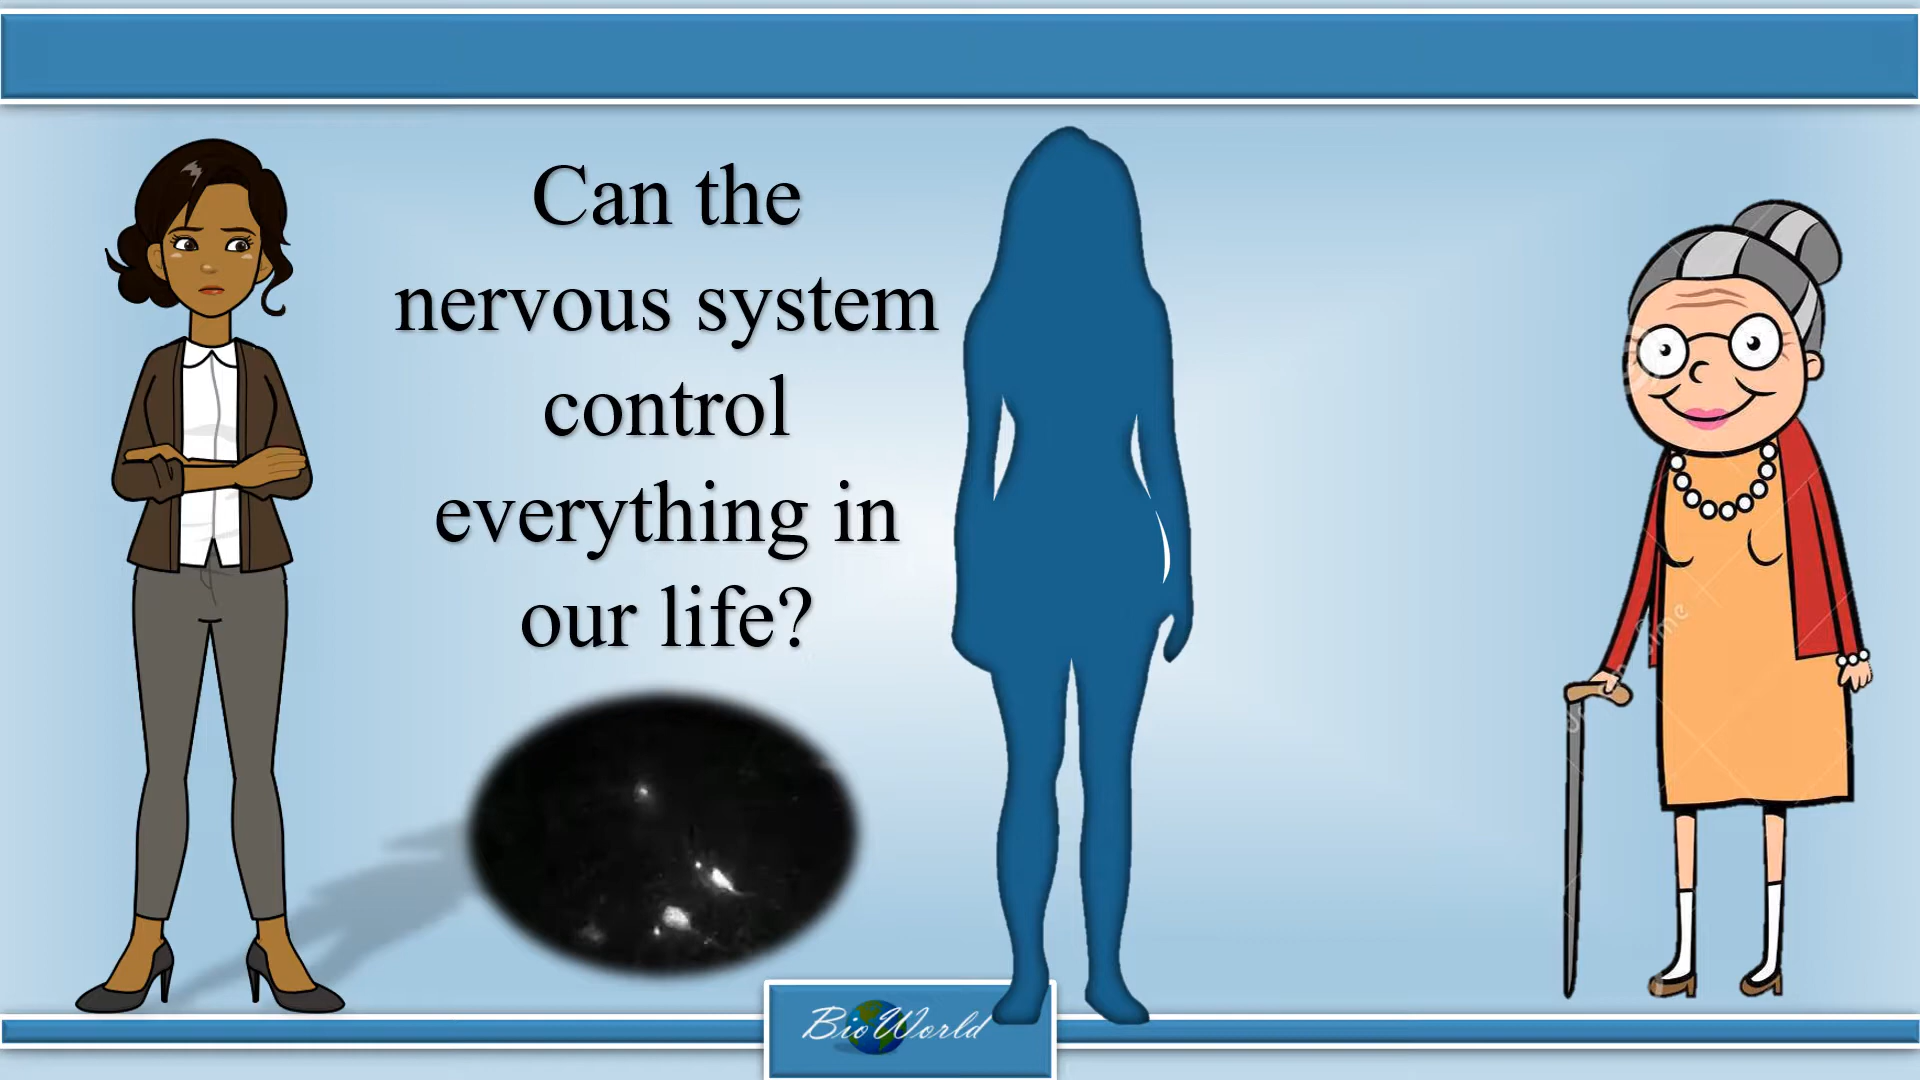 Can the
nervous system
control
everything in
our life?
BioWorld